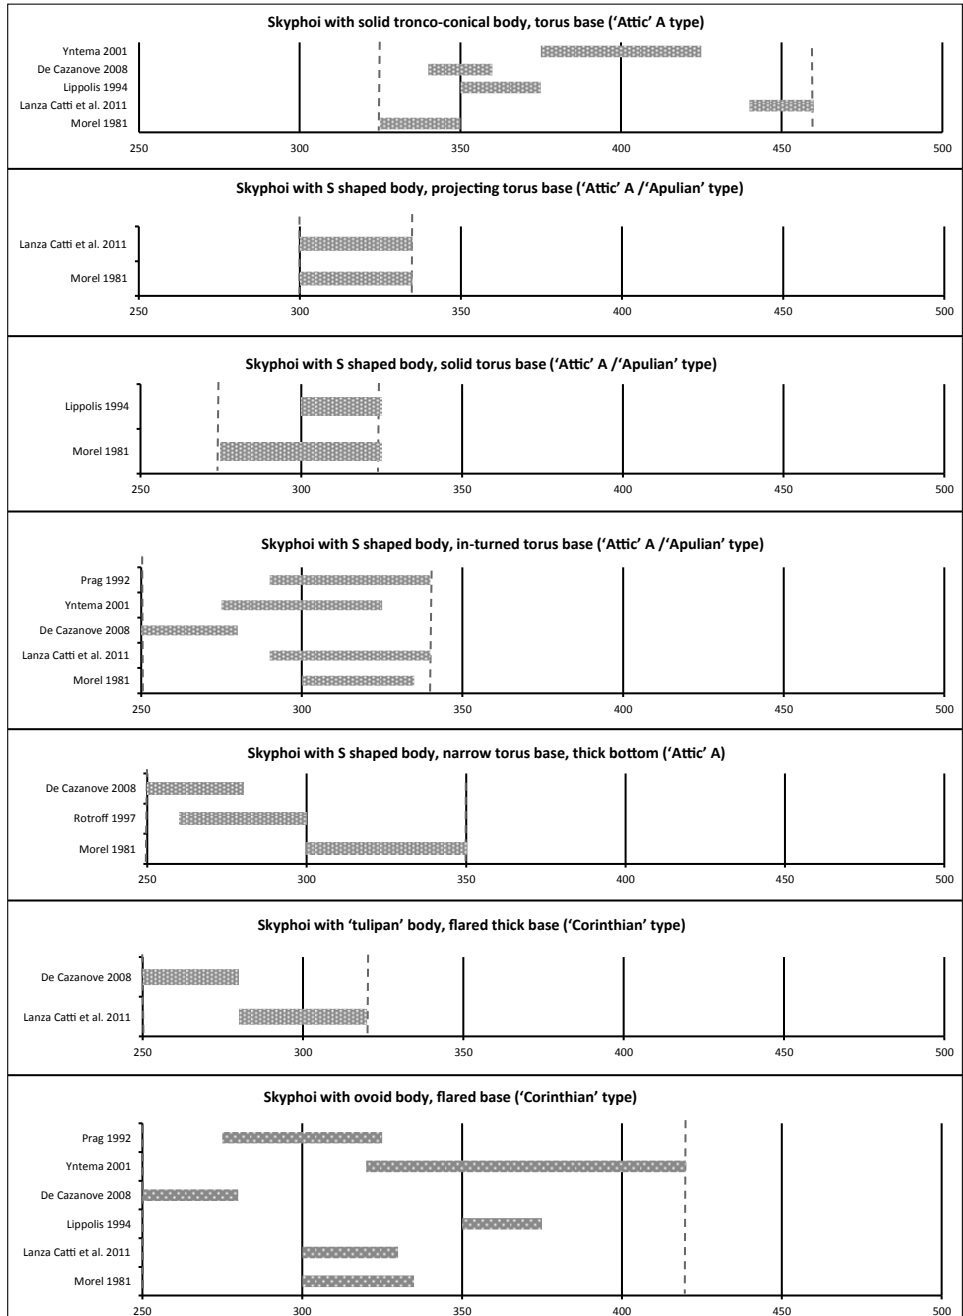 Skyphoi with solid tronco-conical body, torus base (‘Attic’ A type)
Yntema 2001
De Cazanove 2008
Lippolis 1994
Lanza Catti et al. 2011
Morel 1981
250 300 350 400 450 500
Skyphoi with S shaped body, projecting torus base (‘Attic’ A /‘Apulian’ type)
Lanza Catti et al. 2011
Morel 1981
250 300 350 400 450 500
Skyphoi with S shaped body, solid torus base (‘Attic’ A /‘Apulian’ type)
Lippolis 1994
Morel 1981
250 300 350 400 450 500
Skyphoi with S shaped body, in-turned torus base (‘Attic’ A /‘Apulian’ type)
Prag 1992
Yntema 2001
De Cazanove 2008
Lanza Catti et al. 2011
Morel 1981
250 300 350 400 450 500
Skyphoi with S shaped body, narrow torus base, thick bottom (‘Attic’ A)
De Cazanove 2008
Rotroff 1997
Morel 1981
250 300 350 400 450 500
Skyphoi with ‘tulipan’ body, flared thick base (‘Corinthian’ type)
De Cazanove 2008
Lanza Catti et al. 2011
250 300 350 400 450 500
Skyphoi with ovoid body, flared base (‘Corinthian’ type)
Prag 1992
Yntema 2001
De Cazanove 2008
Lippolis 1994
Lanza Catti et al. 2011
Morel 1981
250 300 350 400 450 500